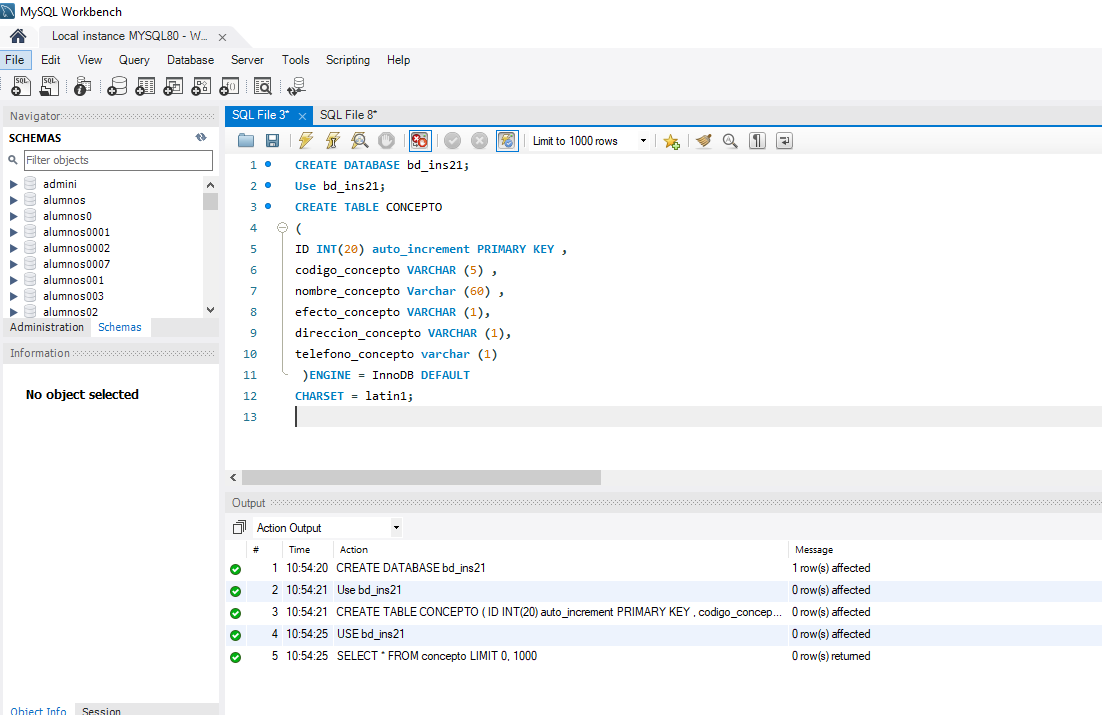 MySQL Workbench
Local instance MYSQL80 - W... ×
File Edit View Query Database Server Tools Scripting Help
Navigator
SCHEMAS
Filter objects
admini
alumnos
alumnos0
alumnos0001
alumnos0002
alumnos0007
alumnos001
alumnos003
alumnos02
Administration Schemas
Information
No object selected
Object Info Session
SQL File 3* × SQL File 8*
Limit to 1000 rows
1 CREATE DATABASE bd_ins21;
2 Use bd_ins21;
3 CREATE TABLE CONCEPTO
4 (
5 ID INT(20) auto_increment PRIMARY KEY ,
6 codigo_concepto VARCHAR (5) ,
7 nombre_concepto Varchar (60) ,
8 efecto_concepto VARCHAR (1),
9 direccion_concepto VARCHAR (1),
10 telefono_concepto varchar (1)
11 )ENGINE = InnoDB DEFAULT
12 CHARSET = latin1;
13
Output
Action Output
# Time Action Message
1 10:54:20 CREATE DATABASE bd_ins21 1 row(s) affected
2 10:54:21 Use bd_ins21 0 row(s) affected
3 10:54:21 CREATE TABLE CONCEPTO ( ID INT(20) auto_increment PRIMARY KEY , codigo_concep... 0 row(s) affected
4 10:54:25 USE bd_ins21 0 row(s) affected
5 10:54:25 SELECT * FROM concepto LIMIT 0, 1000 0 row(s) returned